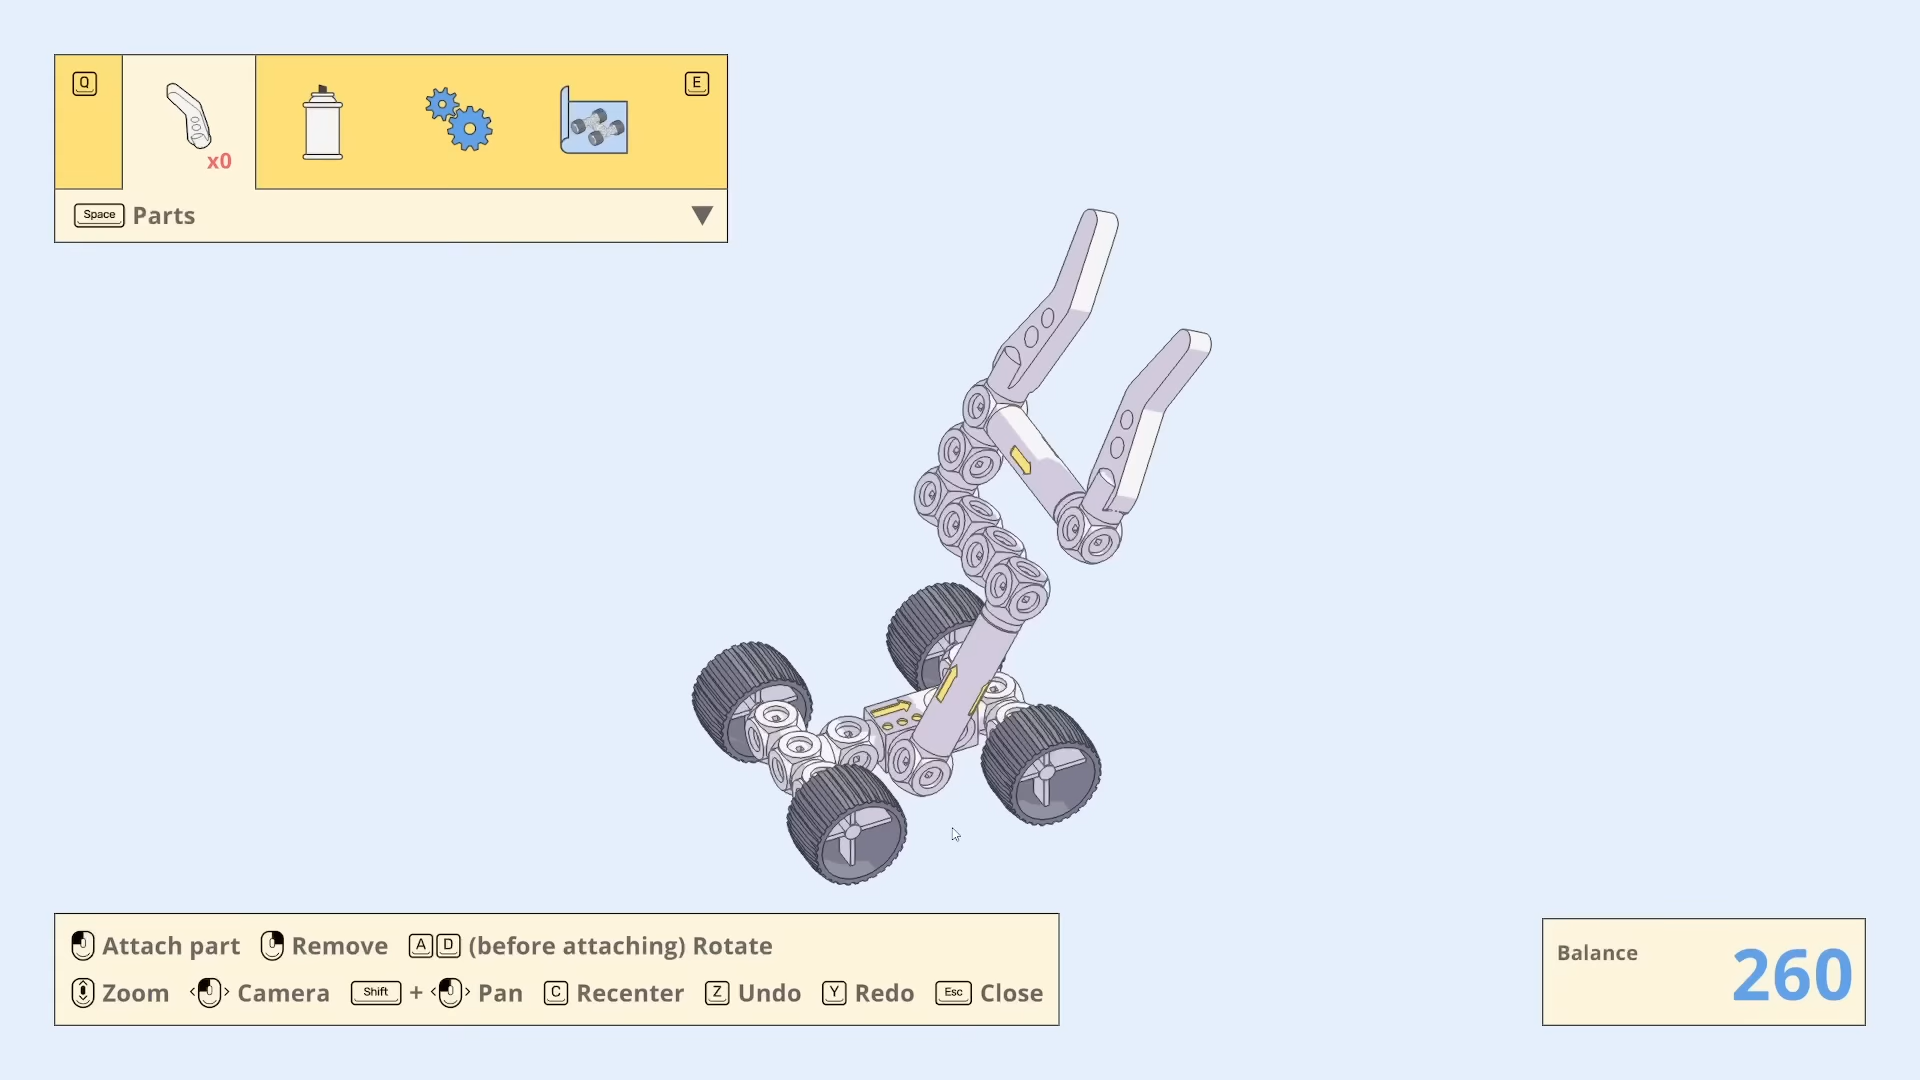 Q
E
x0
Space Parts
Attach part Remove A D (before attaching) Rotate
Zoom Camera Shift + Pan C Recenter Z Undo Y Redo Esc Close
Balance 260